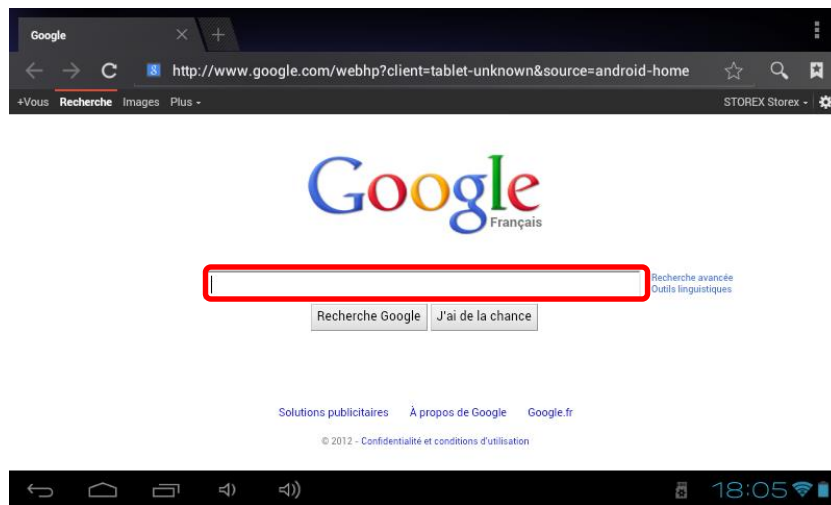 Google
http://www.google.com/webhp?client=tablet-unknown&source=android-home
+Vous Recherche Images Plus STOREX Storex
Google
Français
Recherche avancée
Outils linguistiques
Recherche Google J'ai de la chance
Solutions publicitaires À propos de Google Google.fr
© 2012 - Confidentialité et conditions d'utilisation
18:05